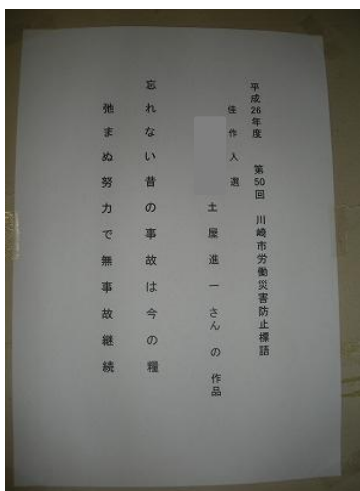 平成26年度 第50回 川崎市労働災害防止標語
佳作入選
土屋進一さんの作品
忘れない昔の事故は今の糧
弛まぬ努力で無事故継続